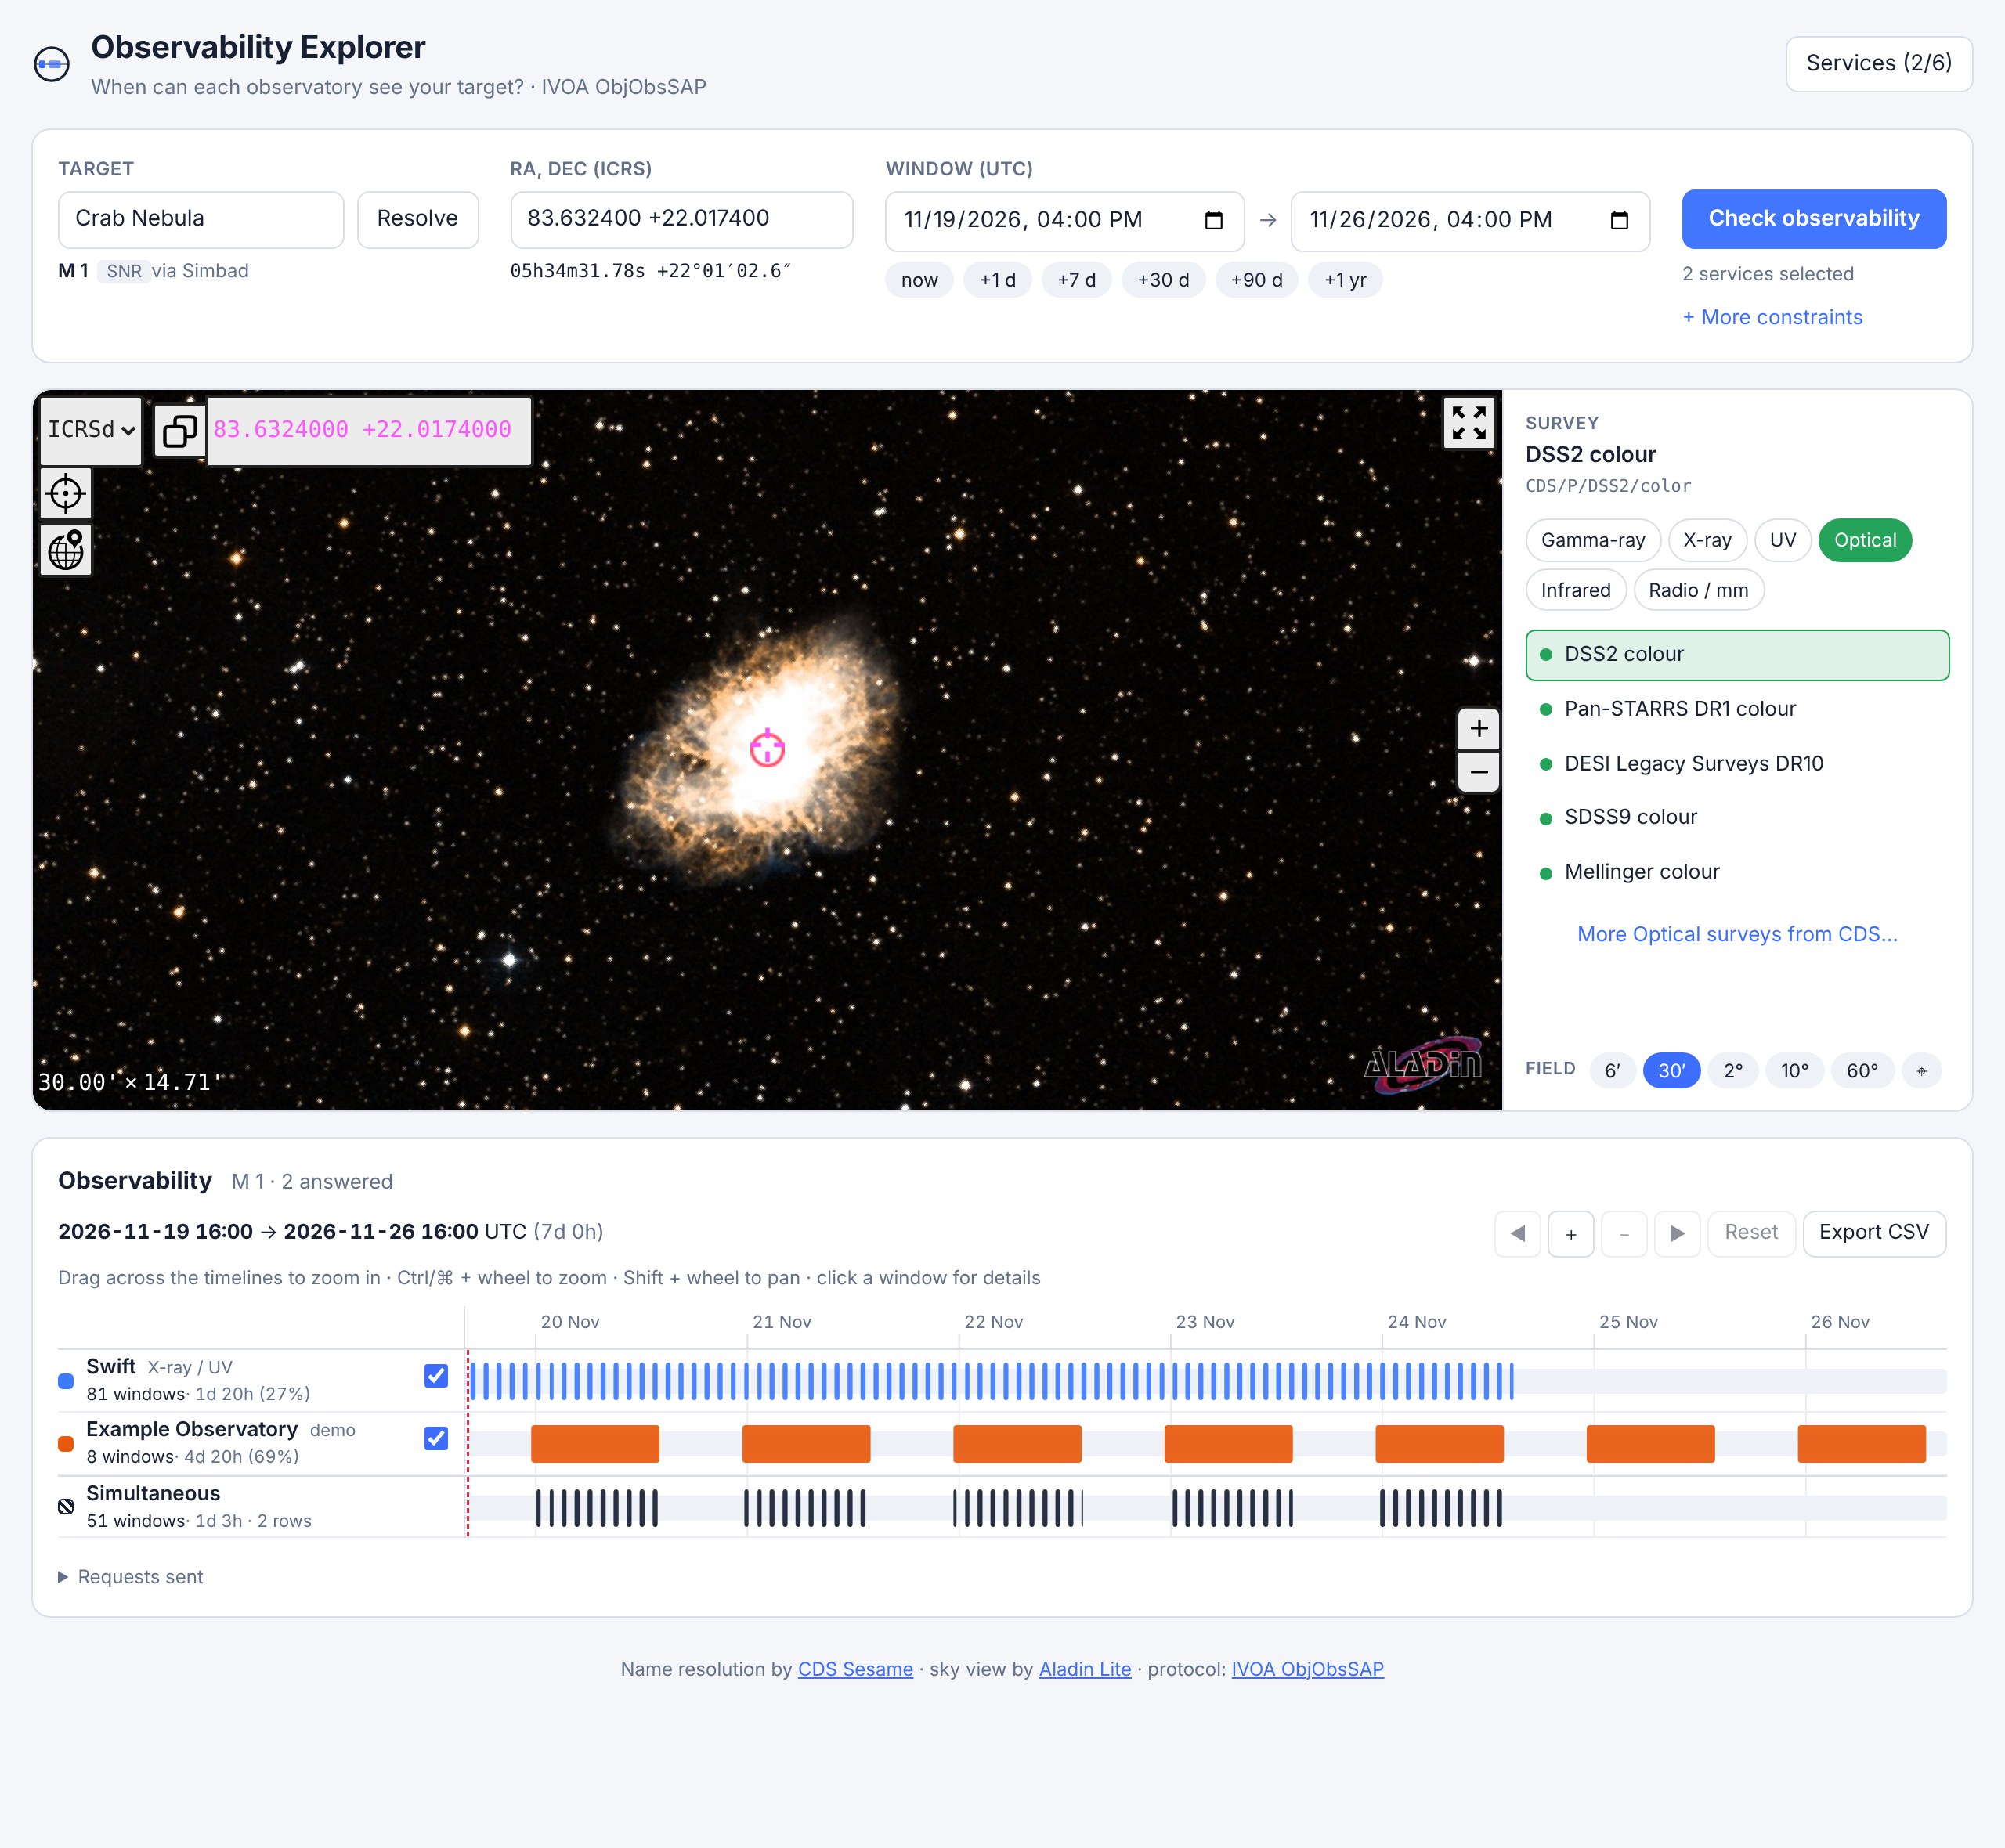 Observability Explorer
When can each observatory see your target? · IVOA ObjObsSAP
Services (2/6)
TARGET
Crab Nebula
Resolve
M 1 SNR via Simbad
RA, DEC (ICRS)
83.632400 +22.017400
05h34m31.78s +22°01′02.6″
WINDOW (UTC)
11/19/2026, 04:00 PM → 11/26/2026, 04:00 PM
now +1 d +7 d +30 d +90 d +1 yr
Check observability
2 services selected
+ More constraints
ICRSd 83.6324000 +22.0174000
+
−
30.00' × 14.71'
ALADIN
SURVEY
DSS2 colour
CDS/P/DSS2/color
Gamma-ray X-ray UV Optical
Infrared Radio / mm
DSS2 colour
Pan-STARRS DR1 colour
DESI Legacy Surveys DR10
SDSS9 colour
Mellinger colour
More Optical surveys from CDS…
FIELD 6′ 30′ 2° 10° 60° ⌖
Observability M 1 · 2 answered
2026-11-19 16:00 → 2026-11-26 16:00 UTC (7d 0h)
◀ + − ▶ Reset Export CSV
Drag across the timelines to zoom in · Ctrl/⌘ + wheel to zoom · Shift + wheel to pan · click a window for details
20 Nov 21 Nov 22 Nov 23 Nov 24 Nov 25 Nov 26 Nov
Swift X-ray / UV
81 windows· 1d 20h (27%)
Example Observatory demo
8 windows· 4d 20h (69%)
Simultaneous
51 windows· 1d 3h · 2 rows
▶ Requests sent
Name resolution by CDS Sesame · sky view by Aladin Lite · protocol: IVOA ObjObsSAP